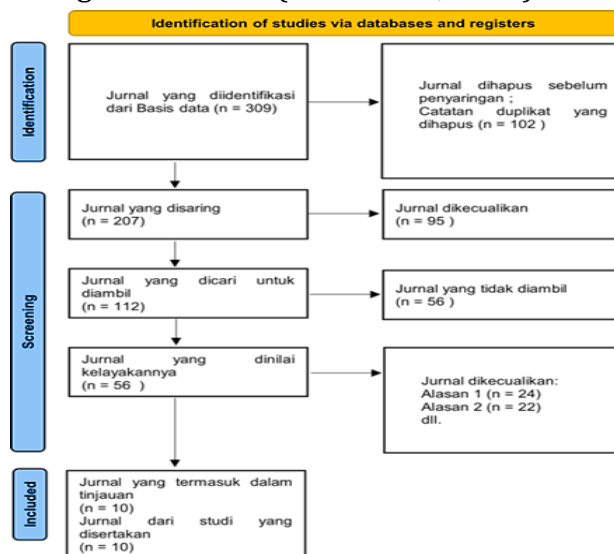 Identification of studies via databases and registers
Identification
Jurnal yang diidentifikasi
dari Basis data (n = 309)
Jurnal dihapus sebelum
penyaringan ;
Catatan duplikat yang
dihapus (n = 102 )
Screening
Jurnal yang disaring
(n = 207)
Jurnal dikecualikan
(n = 95 )
Jurnal yang dicari untuk
diambil
(n = 112)
Jurnal yang tidak diambil
(n = 56 )
Jurnal yang dinilai
kelayakannya
(n = 56 )
Jurnal dikecualikan:
Alasan 1 (n = 24)
Alasan 2 (n = 22)
dll.
Included
Jurnal yang termasuk dalam
tinjauan
(n = 10)
Jurnal dari studi yang
disertakan
(n = 10)